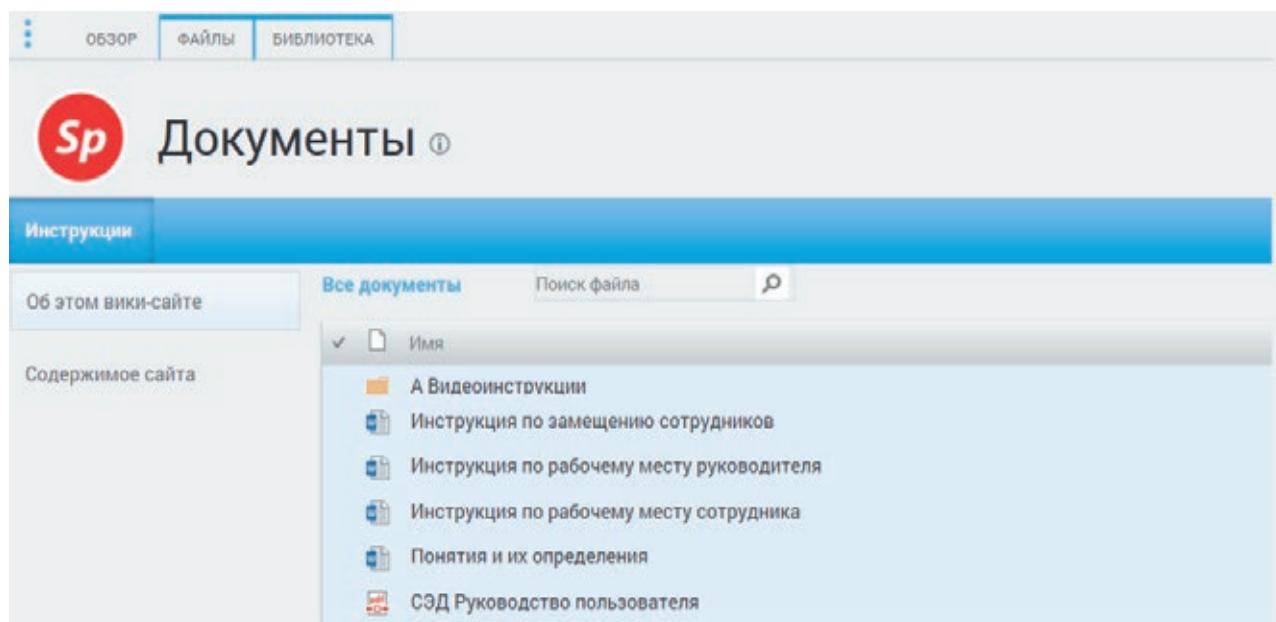 ОБЗОР ФАЙЛЫ БИБЛИОТЕКА
Sp Документы
Инструкции
Об этом вики-сайте
Содержимое сайта
Все документы Поиск файла
Имя
А Видеоинструкции
Инструкция по замещению сотрудников
Инструкция по рабочему месту руководителя
Инструкция по рабочему месту сотрудника
Понятия и их определения
СЭД Руководство пользователя